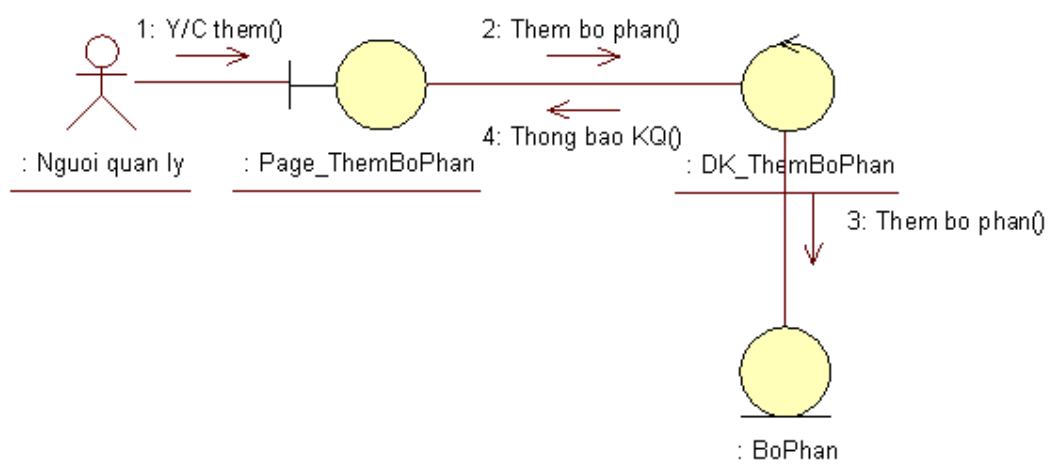 1: Y/C them()
2: Them bo phan()
4: Thong bao KQ()
: Nguoi quan ly
: Page_ThemBoPhan
: DK_ThemBoPhan
3: Them bo phan()
: BoPhan